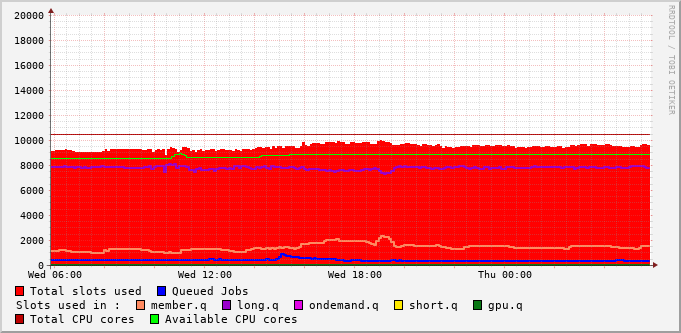 20000
18000
16000
14000
12000
10000
8000
6000
4000
2000
0
Wed 06:00 Wed 12:00 Wed 18:00 Thu 00:00
Total slots used Queued Jobs
Slots used in : member.q long.q ondemand.q short.q gpu.q
Total CPU cores Available CPU cores
RRDTOOL / TOBI OETIKER